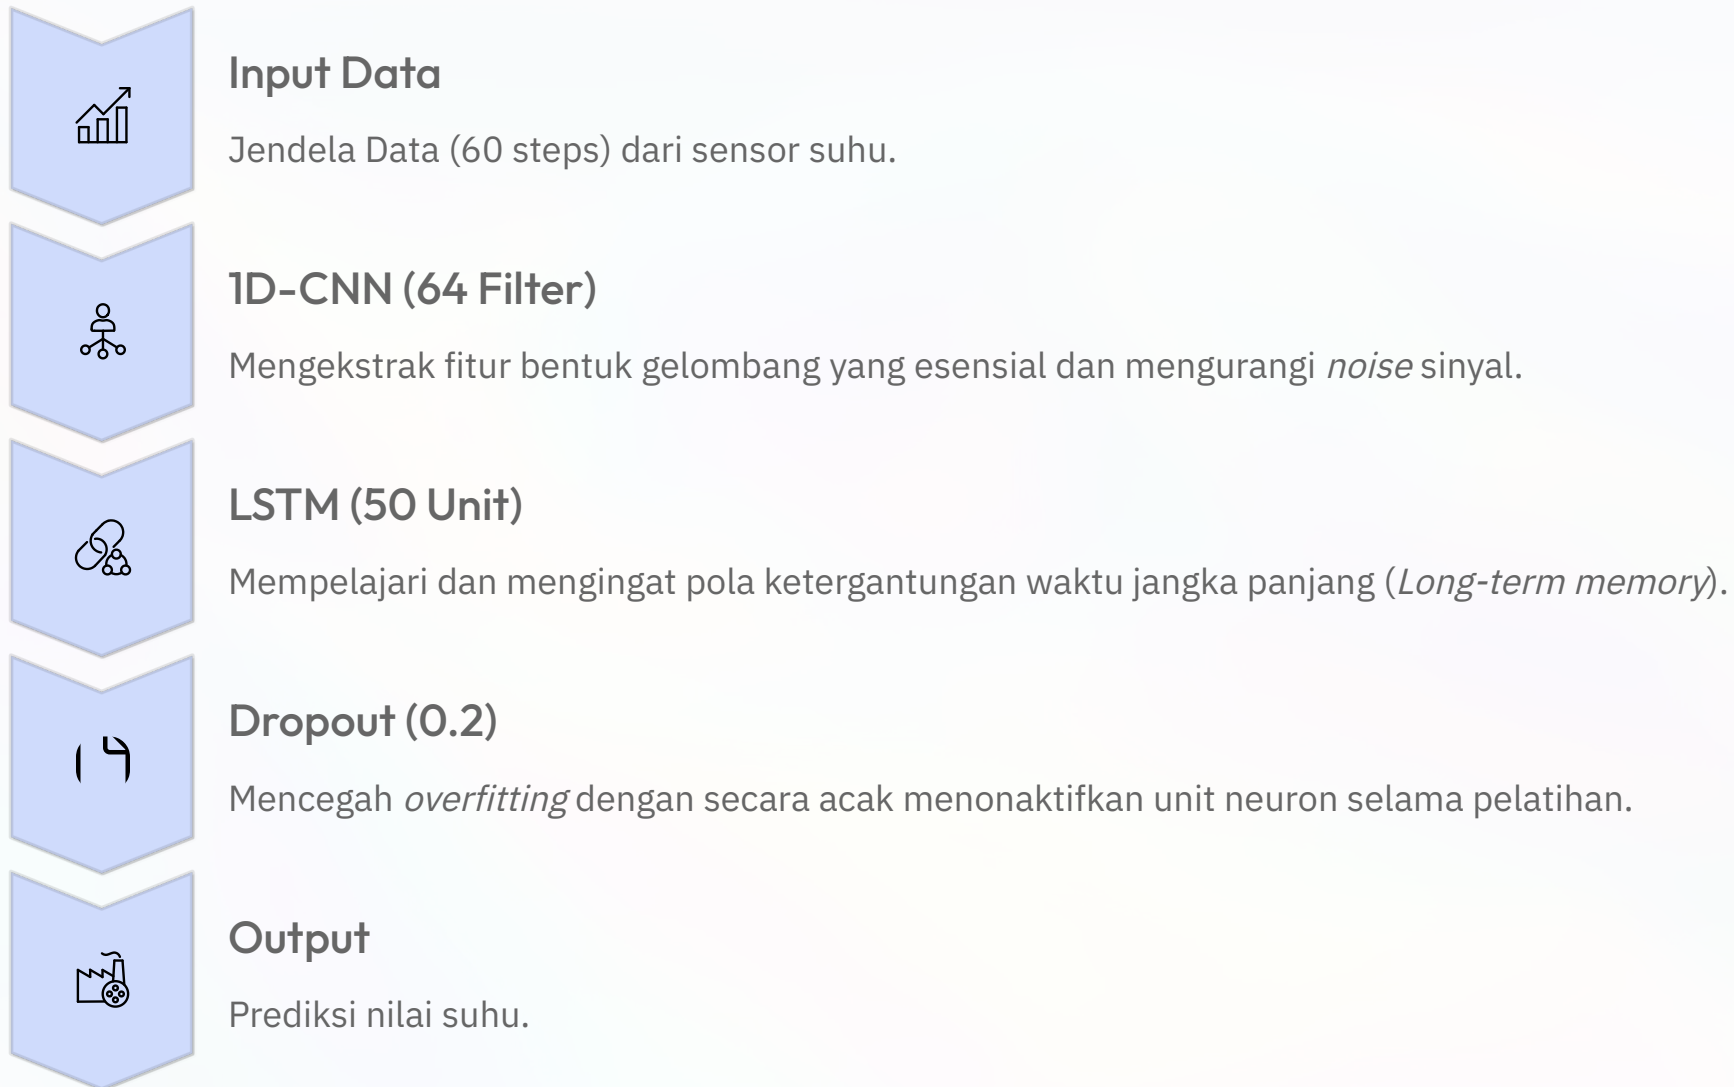 Input Data
Jendela Data (60 steps) dari sensor suhu.
1D-CNN (64 Filter)
Mengekstrak fitur bentuk gelombang yang esensial dan mengurangi noise sinyal.
LSTM (50 Unit)
Mempelajari dan mengingat pola ketergantungan waktu jangka panjang (Long-term memory).
Dropout (0.2)
Mencegah overfitting dengan secara acak menonaktifkan unit neuron selama pelatihan.
Output
Prediksi nilai suhu.